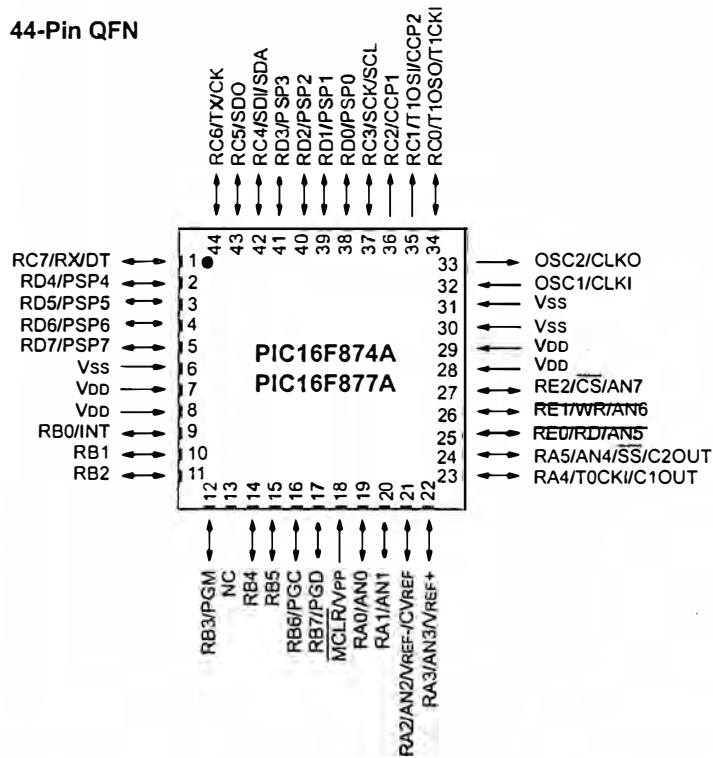 44-Pin QFN
RC6/TX/CK
RC5/SDO
RC4/SDI/SDA
RD3/PSP3
RD2/PSP2
RD1/PSP1
RD0/PSP0
RC3/SCK/SCL
RC2/CCP1
RC1/T1OSI/CCP2
RC0/T1OSO/T1CKI
44 43 42 41 40 39 38 37 36 35 34
RC7/RX/DT 1
RD4/PSP4 2
RD5/PSP5 3
RD6/PSP6 4
RD7/PSP7 5
VSS 6
VDD 7
VDD 8
RB0/INT 9
RB1 10
RB2 11
PIC16F874A
PIC16F877A
33 OSC2/CLKO
32 OSC1/CLKI
31 VSS
30 VSS
29 VDD
28 VDD
27 RE2/CS/AN7
26 RE1/WR/AN6
25 RE0/RD/AN5
24 RA5/AN4/SS/C2OUT
23 RA4/T0CKI/C1OUT
12 13 14 15 16 17 18 19 20 21 22
RB3/PGM
NC
RB4
RB5
RB6/PGC
RB7/PGD
MCLR/VPP
RA0/AN0
RA1/AN1
RA2/AN2/VREF-/CVREF
RA3/AN3/VREF+